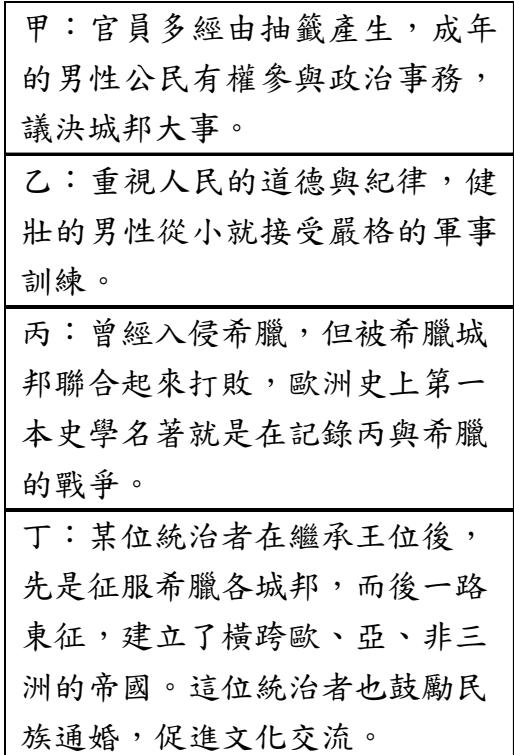 甲：官員多經由抽籤產生，成年
的男性公民有權參與政治事務，
議決城邦大事。
乙：重視人民的道德與紀律，健
壯的男性從小就接受嚴格的軍事
訓練。
丙：曾經入侵希臘，但被希臘城
邦聯合起來打敗，歐洲史上第一
本史學名著就是在記錄丙與希臘
的戰爭。
丁：某位統治者在繼承王位後，
先是征服希臘各城邦，而後一路
東征，建立了橫跨歐、亞、非三
洲的帝國。這位統治者也鼓勵民
族通婚，促進文化交流。